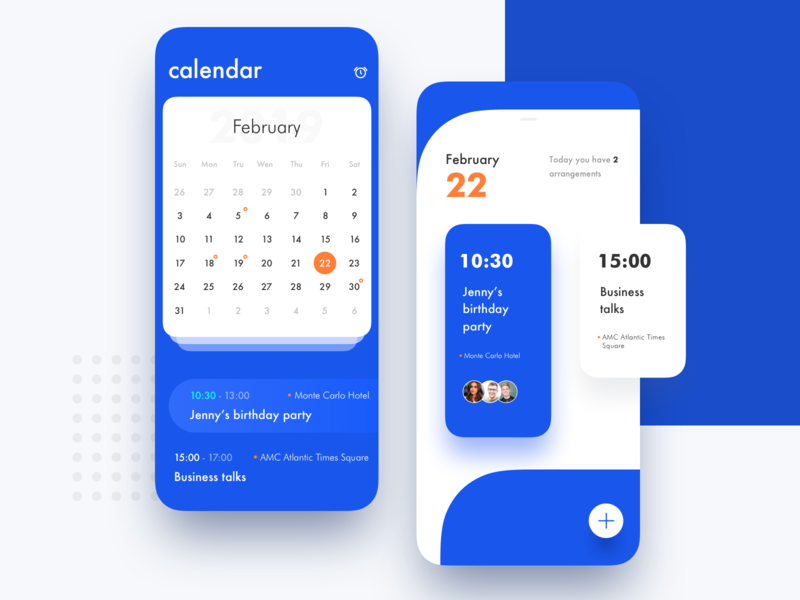 calendar
2019
February
Sun Mon Tru Wen Thu Fri Sat
26 27 28 29 30 1 2
3 4 5 6 7 8 9
10 11 12 13 14 15 16
17 18 19 20 21 22 23
24 25 26 27 28 29 30
31 1 2 3 4 5 6
10:30 - 13:00 Monte Carlo Hotel
Jenny's birthday party
15:00 - 17:00 AMC Atlantic Times Square
Business talks
February
22
Today you have 2
arrangements
10:30
Jenny's
birthday
party
Monte Carlo Hotel
15:00
Business
talks
AMC Atlantic Times
Square